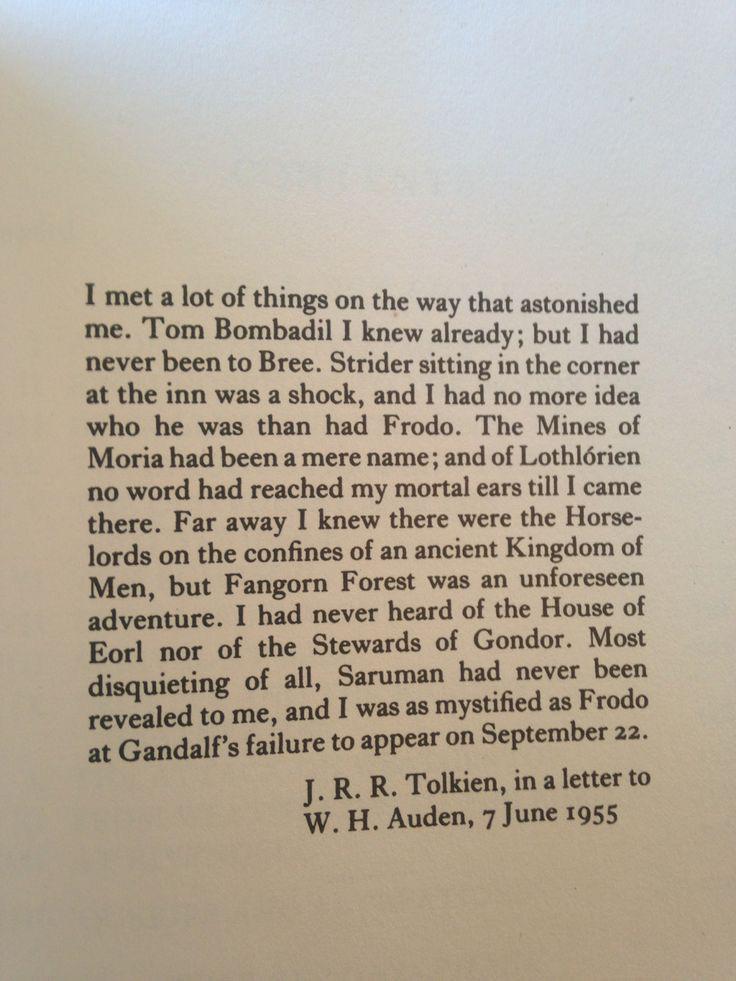 I met a lot of things on the way that astonished
me. Tom Bombadil I knew already; but I had
never been to Bree. Strider sitting in the corner
at the inn was a shock, and I had no more idea
who he was than had Frodo. The Mines of
Moria had been a mere name; and of Lothlórien
no word had reached my mortal ears till I came
there. Far away I knew there were the Horse-
lords on the confines of an ancient Kingdom of
Men, but Fangorn Forest was an unforeseen
adventure. I had never heard of the House of
Eorl nor of the Stewards of Gondor. Most
disquieting of all, Saruman had never been
revealed to me, and I was as mystified as Frodo
at Gandalf's failure to appear on September 22.
J. R. R. Tolkien, in a letter to
W. H. Auden, 7 June 1955